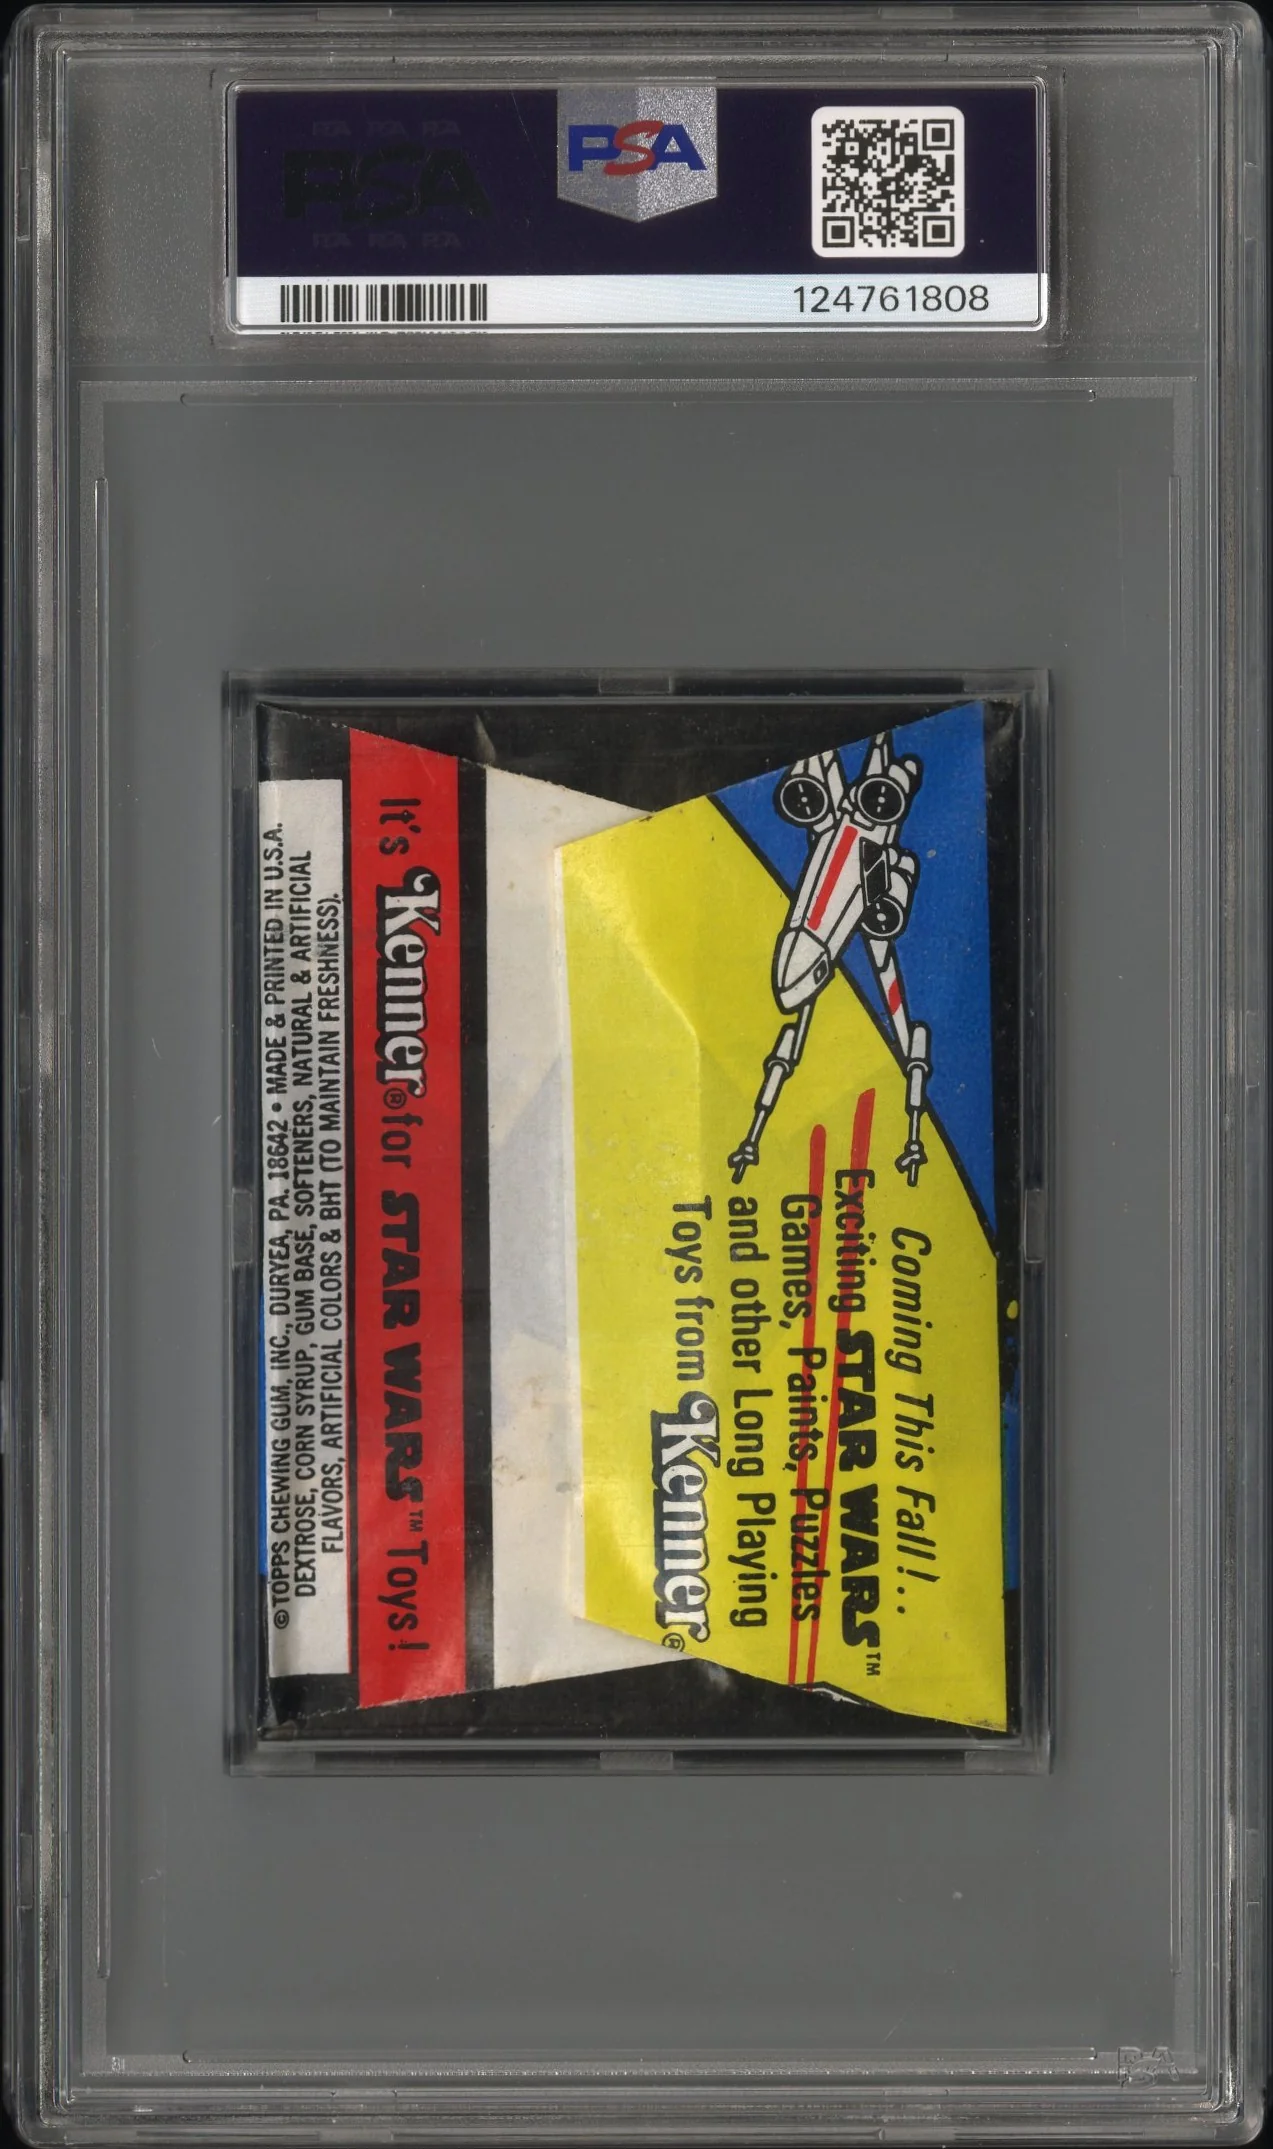 PSA
PSA
124761808
Coming This Fall!..
Exciting STAR WARS™
Games, Paints, Puzzles
and other Long Playing
Toys from Kenner®
It's Kenner® for STAR WARS™ Toys!
©TOPPS CHEWING GUM, INC., DURYEA, PA. 18642 • MADE & PRINTED IN U.S.A.
DEXTROSE, CORN SYRUP, GUM BASE, SOFTENERS, NATURAL & ARTIFICIAL
FLAVORS, ARTIFICIAL COLORS & BHT (TO MAINTAIN FRESHNESS).